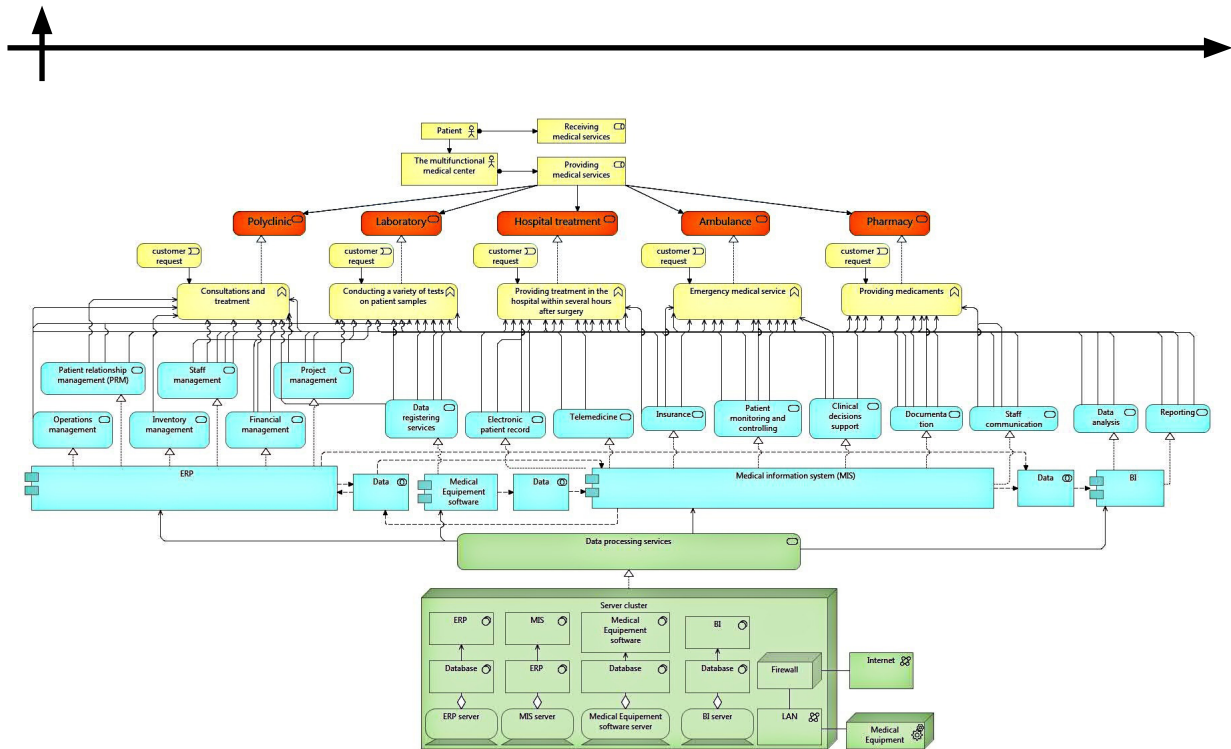 Patient
Receiving
medical services
The multifunctional
medical center
Providing
medical services
Polyclinic
Laboratory
Hospital treatment
Ambulance
Pharmacy
customer
request
customer
request
customer
request
customer
request
customer
request
Consultations and
treatment
Conducting a variety of tests
on patient samples
Providing treatment in the
hospital within several hours
after surgery
Emergency medical service
Providing medicaments
Patient relationship
management (PRM)
Staff
management
Project
management
Operations
management
Inventory
management
Financial
management
Data
registering
services
Electronic
patient record
Telemedicine
Insurance
Patient
monitoring and
controlling
Clinical
decisions
support
Documenta
tion
Staff
communication
Data
analysis
Reporting
ERP
Data
Medical
Equipement
software
Data
Medical information system (MIS)
Data
BI
Data processing services
Server cluster
ERP
MIS
Medical
Equipement
software
BI
Database
ERP
Database
Database
Firewall
Internet
ERP server
MIS server
Medical Equipement
software server
BI server
LAN
Medical
Equipment